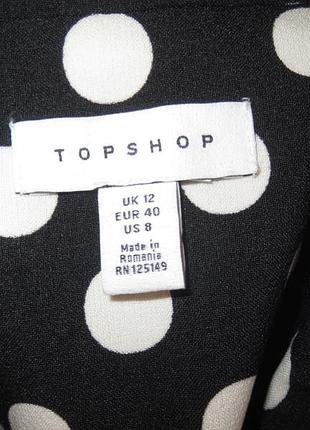 TOPSHOP
UK 12
EUR 40
US 8
Made in
Romania
RN125149